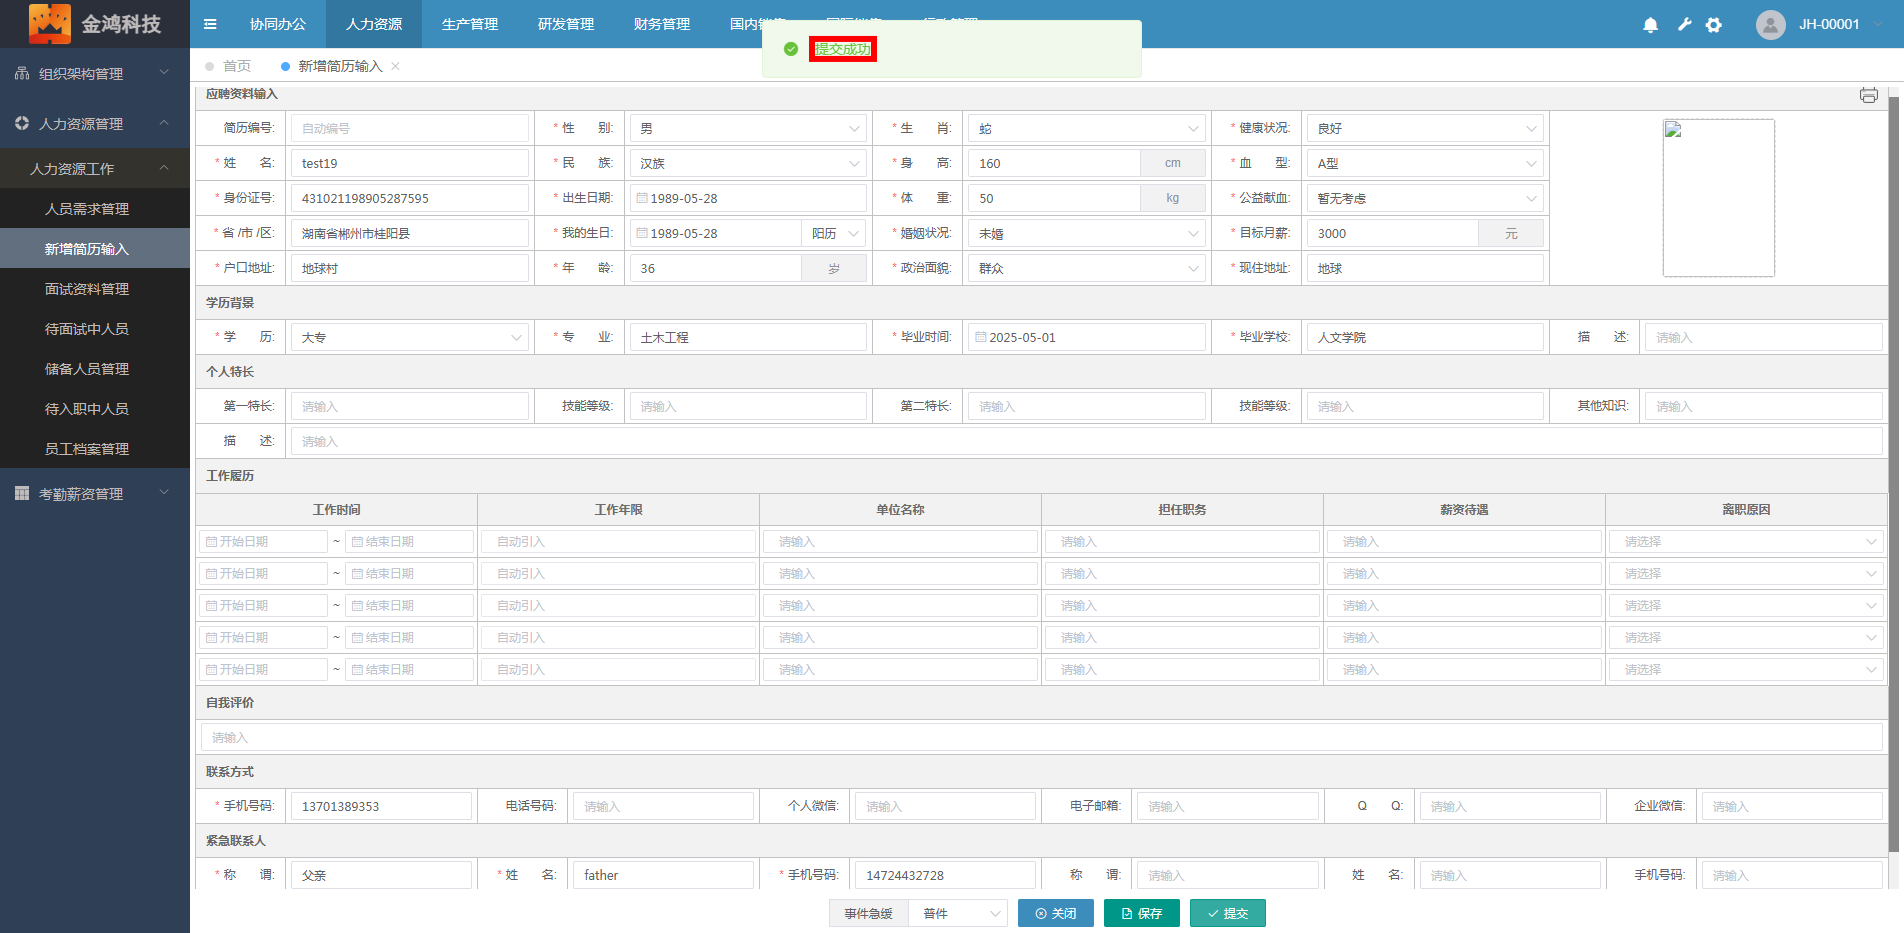 金鸿科技
协同办公 人力资源 生产管理 研发管理 财务管理 国内销售 JH-00001
提交成功
首页 新增简历输入
组织架构管理
人力资源管理
人力资源工作
人员需求管理
新增简历输入
面试资料管理
待面试中人员
储备人员管理
待入职中人员
员工档案管理
考勤薪资管理
应聘资料输入
简历编号: 自动编号 * 性 别: 男 * 生 肖: 蛇 * 健康状况: 良好
* 姓 名: test19 * 民 族: 汉族 * 身 高: 160 cm * 血 型: A型
* 身份证号: 431021198905287595 * 出生日期: 1989-05-28 * 体 重: 50 kg * 公益献血: 暂无考虑
* 省 /市 /区: 湖南省郴州市桂阳县 * 我的生日: 1989-05-28 阳历 * 婚姻状况: 未婚 * 目标月薪: 3000 元
* 户口地址: 地球村 * 年 龄: 36 岁 * 政治面貌: 群众 * 现住地址: 地球
学历背景
* 学 历: 大专 * 专 业: 土木工程 * 毕业时间: 2025-05-01 * 毕业学校: 人文学院 描 述: 请输入
个人特长
第一特长: 请输入 技能等级: 请输入 第二特长: 请输入 技能等级: 请输入 其他知识: 请输入
描 述: 请输入
工作履历
工作时间 工作年限 单位名称 担任职务 薪资待遇 离职原因
开始日期 ~ 结束日期 自动引入 请输入 请输入 请输入 请选择
开始日期 ~ 结束日期 自动引入 请输入 请输入 请输入 请选择
开始日期 ~ 结束日期 自动引入 请输入 请输入 请输入 请选择
开始日期 ~ 结束日期 自动引入 请输入 请输入 请输入 请选择
开始日期 ~ 结束日期 自动引入 请输入 请输入 请输入 请选择
自我评价
请输入
联系方式
* 手机号码: 13701389353 电话号码: 请输入 个人微信: 请输入 电子邮箱: 请输入 Q Q: 请输入 企业微信: 请输入
紧急联系人
* 称 谓: 父亲 * 姓 名: father * 手机号码: 14724432728 称 谓: 请输入 姓 名: 请输入 手机号码: 请输入
事件急缓 普件 关闭 保存 提交